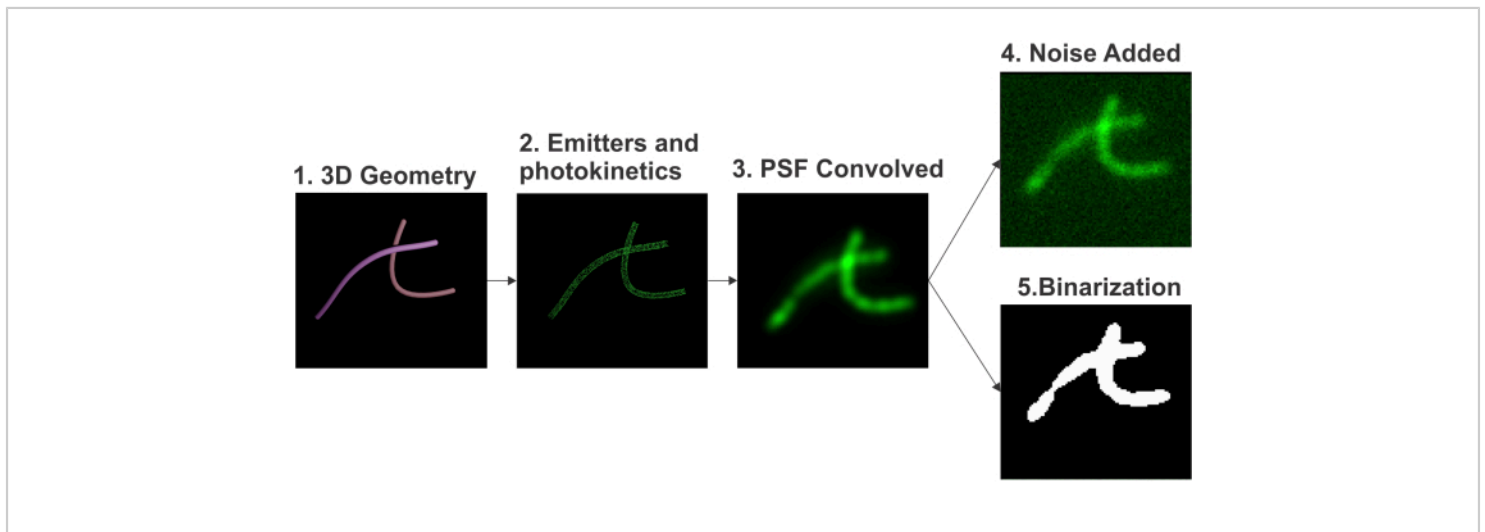 1. 3D Geometry
2. Emitters and
photokinetics
3. PSF Convolved
4. Noise Added
5.Binarization